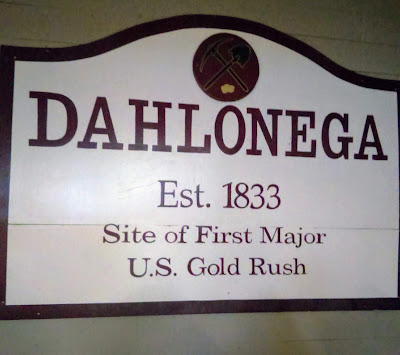 DAHLONEGA
Est. 1833
Site of First Major
U.S. Gold Rush